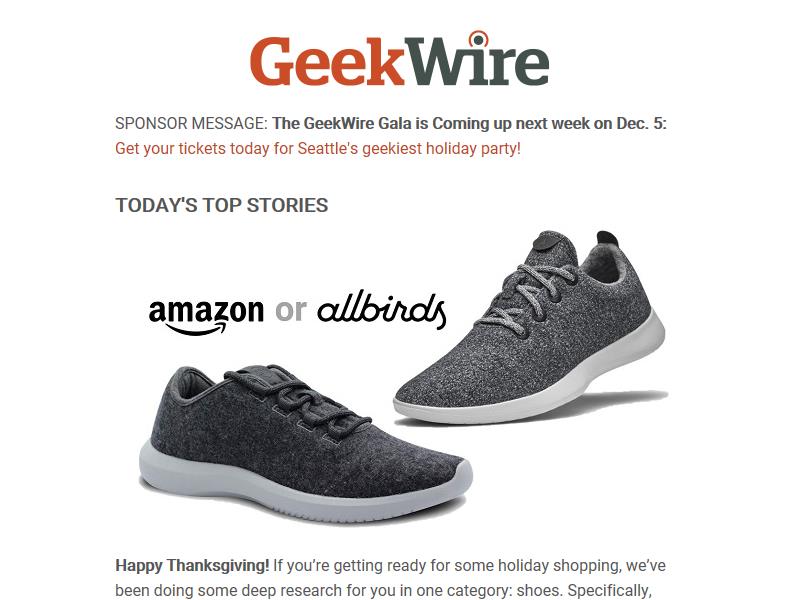 GeekWire
SPONSOR MESSAGE: The GeekWire Gala is Coming up next week on Dec. 5:
Get your tickets today for Seattle's geekiest holiday party!
TODAY'S TOP STORIES
amazon or allbirds
Happy Thanksgiving! If you’re getting ready for some holiday shopping, we’ve
been doing some deep research for you in one category: shoes. Specifically,